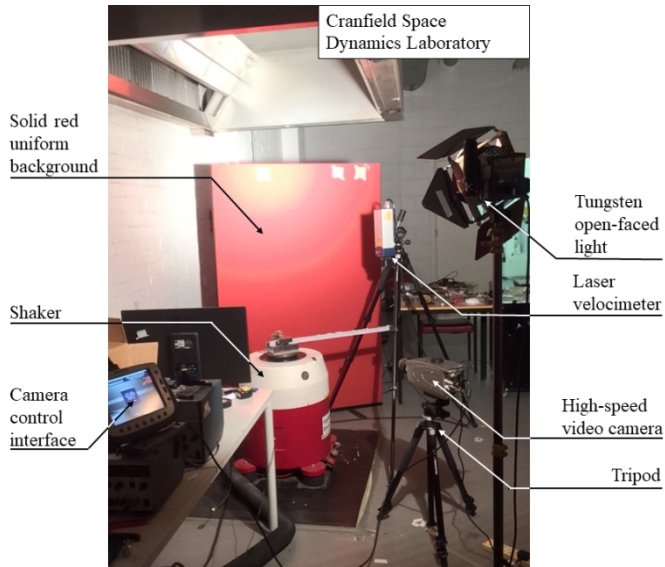 Cranfield Space
Dynamics Laboratory
Solid red
uniform
background
Tungsten
open-faced
light
Laser
velocimeter
Shaker
Camera
control
interface
High-speed
video camera
Tripod